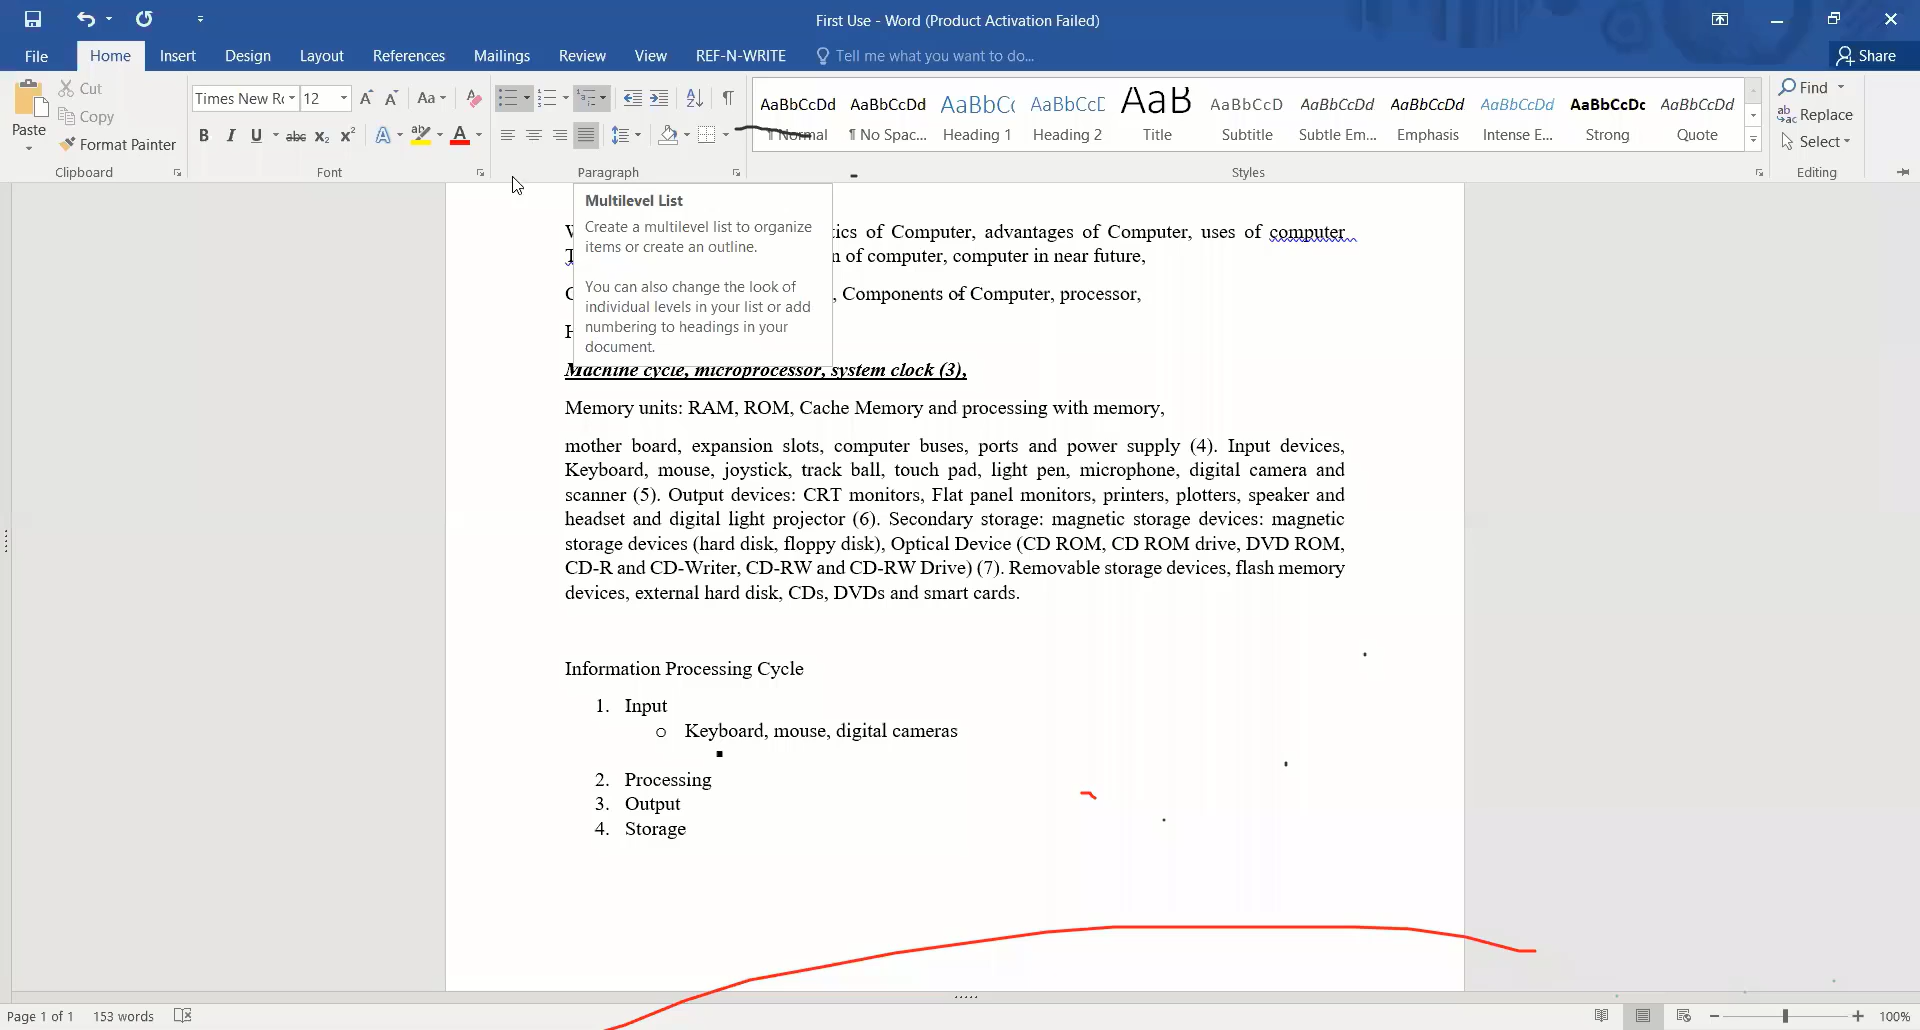 First Use - Word (Product Activation Failed)
File Home Insert Design Layout References Mailings Review View REF-N-WRITE Tell me what you want to do... Share
Paste
Cut
Copy
Format Painter
Clipboard
Times New Ro 12 Aa
B I U abc X₂ X² A A
Font
Paragraph
AaBbCcDd AaBbCcDd AaBbC AaBbCcD AaB AaBbCcD AaBbCcDd AaBbCcDd AaBbCcDd AaBbCcDc AaBbCcDd
¶ Normal ¶ No Spac... Heading 1 Heading 2 Title Subtitle Subtle Em... Emphasis Intense E... Strong Quote
Styles
Find
Replace
Select
Editing
Multilevel List
Create a multilevel list to organize
items or create an outline.
You can also change the look of
individual levels in your list or add
numbering to headings in your
document.
of Computer, advantages of Computer, uses of computer
of computer, computer in near future,
, Components of Computer, processor,
Machine cycle, microprocessor, system clock (3),
Memory units: RAM, ROM, Cache Memory and processing with memory,
mother board, expansion slots, computer buses, ports and power supply (4). Input devices,
Keyboard, mouse, joystick, track ball, touch pad, light pen, microphone, digital camera and
scanner (5). Output devices: CRT monitors, Flat panel monitors, printers, plotters, speaker and
headset and digital light projector (6). Secondary storage: magnetic storage devices: magnetic
storage devices (hard disk, floppy disk), Optical Device (CD ROM, CD ROM drive, DVD ROM,
CD-R and CD-Writer, CD-RW and CD-RW Drive) (7). Removable storage devices, flash memory
devices, external hard disk, CDs, DVDs and smart cards.
Information Processing Cycle
1. Input
o Keyboard, mouse, digital cameras
▪
2. Processing
3. Output
4. Storage
Page 1 of 1 153 words 100%